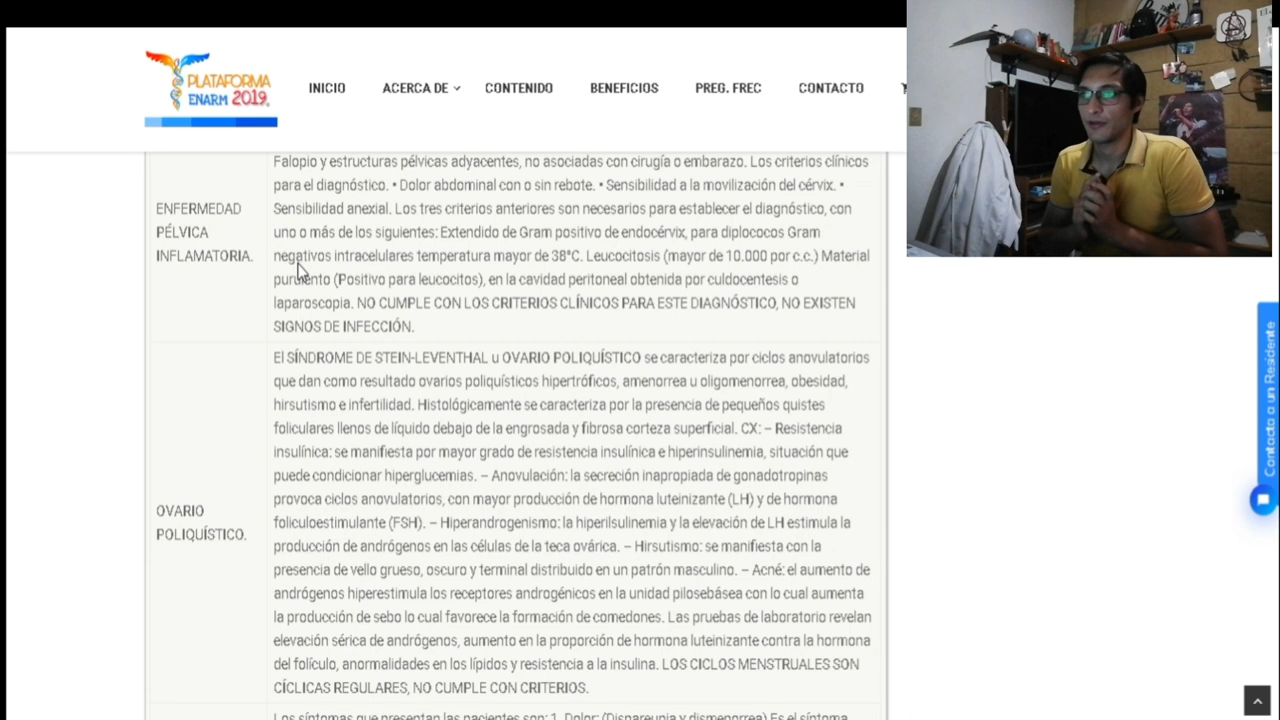 PLATAFORMA
ENARM 2019
INICIO
ACERCA DE
CONTENIDO
BENEFICIOS
PREG. FREC
CONTACTO
ENFERMEDAD
PÉLVICA
INFLAMATORIA.
Falopio y estructuras pélvicas adyacentes, no asociadas con cirugía o embarazo. Los criterios clínicos
para el diagnóstico. • Dolor abdominal con o sin rebote. • Sensibilidad a la movilización del cérvix. •
Sensibilidad anexial. Los tres criterios anteriores son necesarios para establecer el diagnóstico, con
uno o más de los siguientes: Extendido de Gram positivo de endocérvix, para diplococos Gram
negativos intracelulares temperatura mayor de 38°C. Leucocitosis (mayor de 10.000 por c.c.) Material
purulento (Positivo para leucocitos), en la cavidad peritoneal obtenida por culdocentesis o
laparoscopia. NO CUMPLE CON LOS CRITERIOS CLÍNICOS PARA ESTE DIAGNÓSTICO, NO EXISTEN
SIGNOS DE INFECCIÓN.
OVARIO
POLIQUÍSTICO.
El SÍNDROME DE STEIN-LEVENTHAL u OVARIO POLIQUÍSTICO se caracteriza por ciclos anovulatorios
que dan como resultado ovarios poliquísticos hipertróficos, amenorrea u oligomenorrea, obesidad,
hirsutismo e infertilidad. Histológicamente se caracteriza por la presencia de pequeños quistes
foliculares llenos de líquido debajo de la engrosada y fibrosa corteza superficial. CX: – Resistencia
insulínica: se manifiesta por mayor grado de resistencia insulínica e hiperinsulinemia, situación que
puede condicionar hiperglucemias. – Anovulación: la secreción inapropiada de gonadotropinas
provoca ciclos anovulatorios, con mayor producción de hormona luteinizante (LH) y de hormona
foliculoestimulante (FSH). – Hiperandrogenismo: la hiperilsulinemia y la elevación de LH estimula la
producción de andrógenos en las células de la teca ovárica. – Hirsutismo: se manifiesta con la
presencia de vello grueso, oscuro y terminal distribuido en un patrón masculino. – Acné: el aumento de
andrógenos hiperestimula los receptores androgénicos en la unidad pilosebásea con lo cual aumenta
la producción de sebo lo cual favorece la formación de comedones. Las pruebas de laboratorio revelan
elevación sérica de andrógenos, aumento en la proporción de hormona luteinizante contra la hormona
del folículo, anormalidades en los lípidos y resistencia a la insulina. LOS CICLOS MENSTRUALES SON
CÍCLICAS REGULARES, NO CUMPLE CON CRITERIOS.
Los síntomas que presentan las pacientes son: 1. Dolor: (Dispareunia y dismenorrea) Es el síntoma
Contacta a un Residente